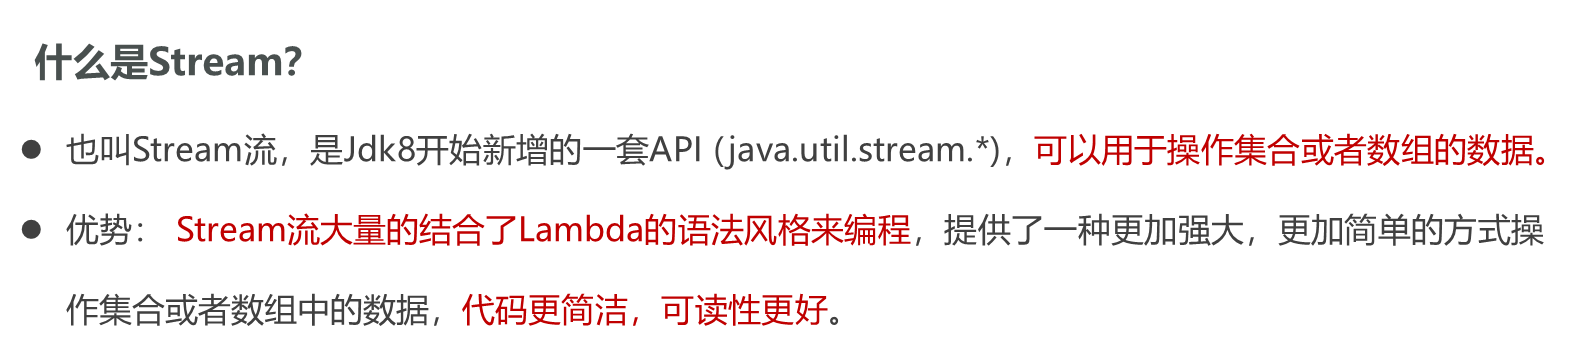 什么是Stream？
● 也叫Stream流，是Jdk8开始新增的一套API (java.util.stream.*)，可以用于操作集合或者数组的数据。
● 优势： Stream流大量的结合了Lambda的语法风格来编程，提供了一种更加强大，更加简单的方式操
作集合或者数组中的数据，代码更简洁，可读性更好。